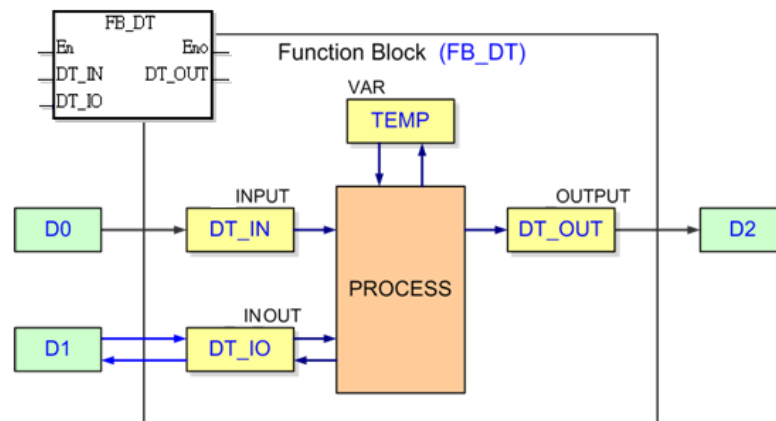 FB_DT
En Eno
DT_IN DT_OUT
DT_IO
Function Block (FB_DT)
VAR
TEMP
INPUT
_OUTPUT
D0
DT_IN
DT_OUT
D2
PROCESS
INOUT
D1
DT_IO